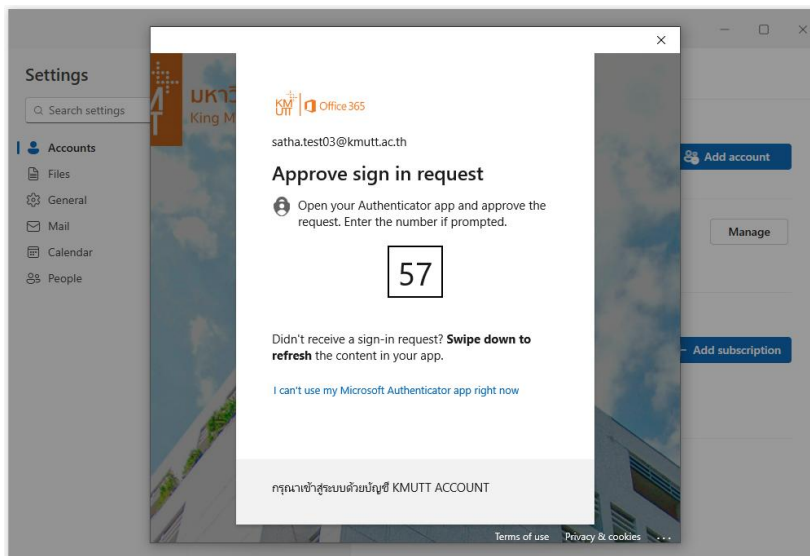 Settings
Search settings
Accounts
Files
General
Mail
Calendar
People
Add account
Manage
Add subscription
King M
KMUTT Office 365
satha.test03@kmutt.ac.th
Approve sign in request
Open your Authenticator app and approve the
request. Enter the number if prompted.
57
Didn't receive a sign-in request? Swipe down to
refresh the content in your app.
I can't use my Microsoft Authenticator app right now
กรุณาเข้าสู่ระบบด้วยบัญชี KMUTT ACCOUNT
Terms of use Privacy & cookies ...